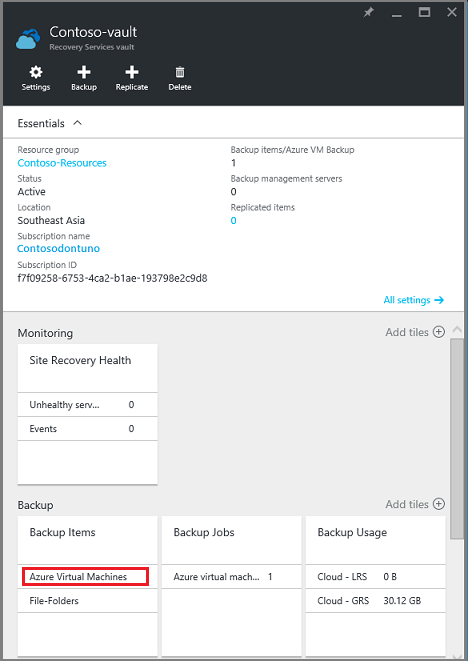 Contoso-vault
Recovery Services vault
Settings Backup Replicate Delete
Essentials
Resource group
Contoso-Resources
Status
Active
Location
Southeast Asia
Subscription name
Contosodontuno
Subscription ID
f7f09258-6753-4ca2-b1ae-193798e2c9d8
Backup items/Azure VM Backup
1
Backup management servers
0
Replicated items
0
All settings
Monitoring
Add tiles
Site Recovery Health
Unhealthy serv... 0
Events 0
Backup
Add tiles
Backup Items
Azure Virtual Machines
File-Folders
Backup Jobs
Azure virtual mach... 1
Backup Usage
Cloud - LRS 0 B
Cloud - GRS 30.12 GB